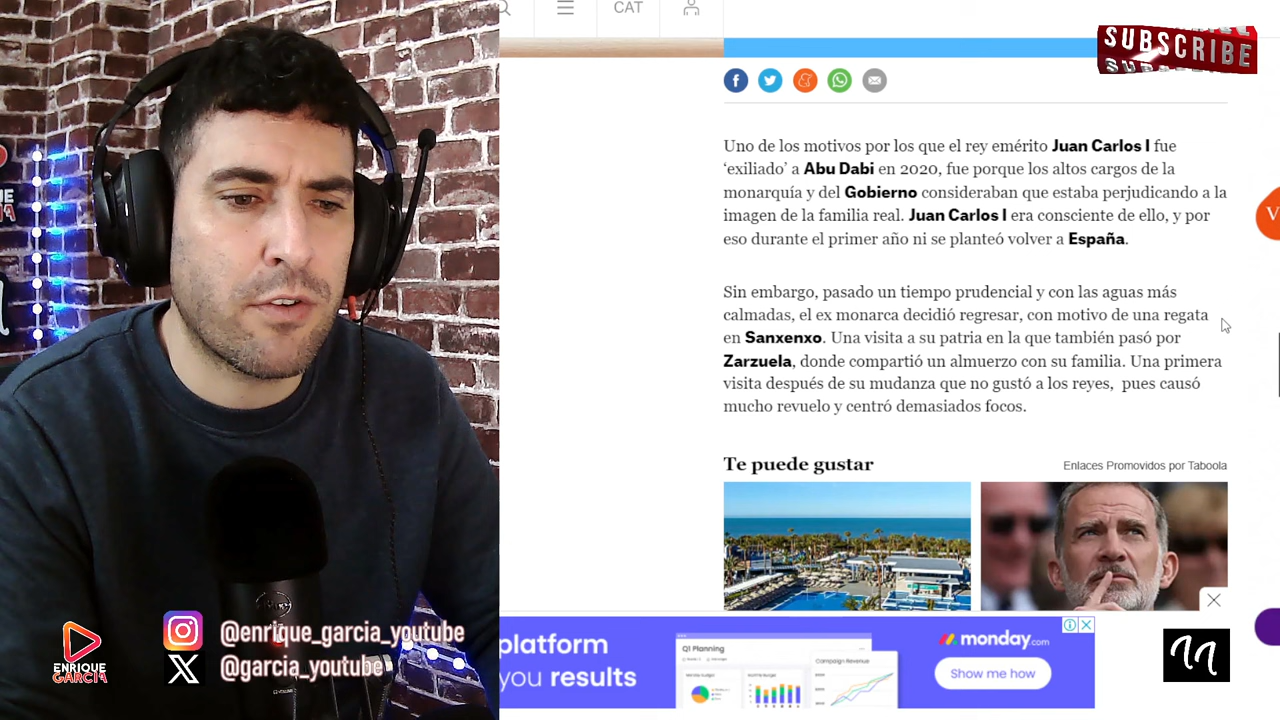 CAT
SUBSCRIBE
Uno de los motivos por los que el rey emérito Juan Carlos I fue
‘exiliado’ a Abu Dabi en 2020, fue porque los altos cargos de la
monarquía y del Gobierno consideraban que estaba perjudicando a la
imagen de la familia real. Juan Carlos I era consciente de ello, y por
eso durante el primer año ni se planteó volver a España.
Sin embargo, pasado un tiempo prudencial y con las aguas más
calmadas, el ex monarca decidió regresar, con motivo de una regata
en Sanxenxo. Una visita a su patria en la que también pasó por
Zarzuela, donde compartió un almuerzo con su familia. Una primera
visita después de su mudanza que no gustó a los reyes, pues causó
mucho revuelo y centró demasiados focos.
Te puede gustar
Enlaces Promovidos por Taboola
platform
you results
Q1 Planning
Campaign Revenue
monday.com
Show me how
ENRIQUE
GARCIA
@enrique_garcia_youtube
@garcia_youtube